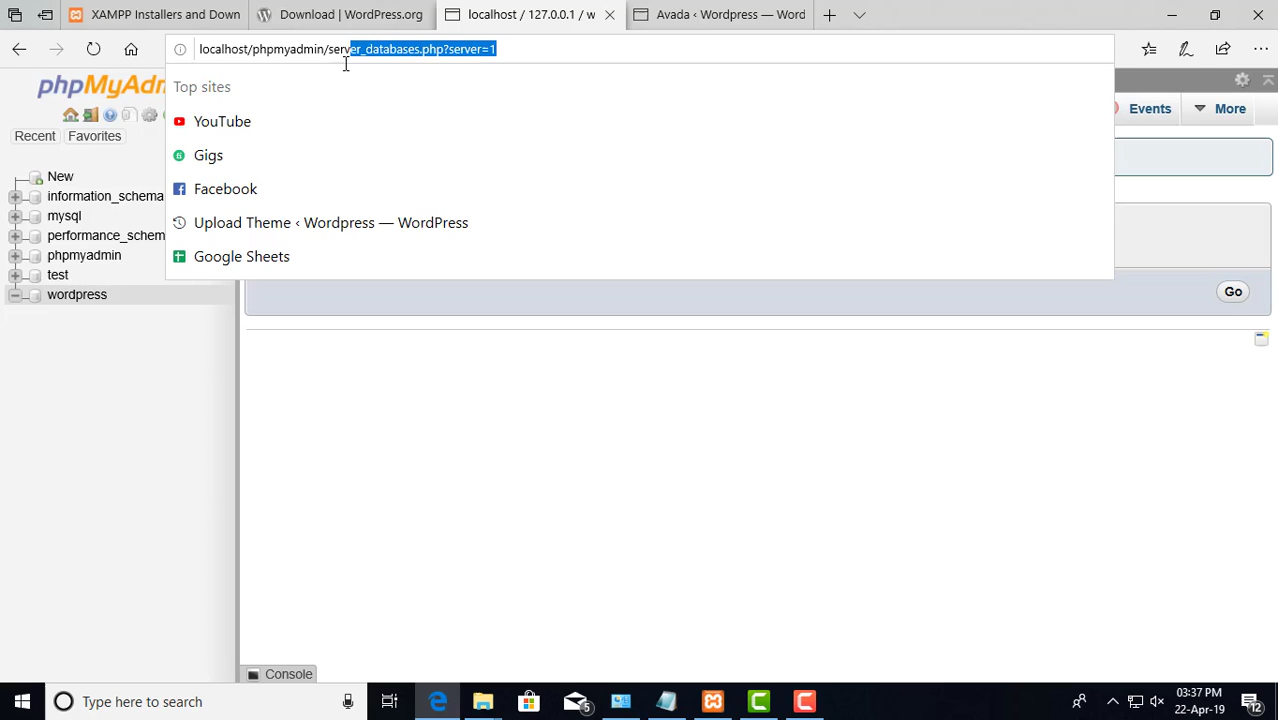 XAMPP Installers and Down
Download | WordPress.org
localhost / 127.0.0.1 / w
Avada ‹ Wordpress — Word
localhost/phpmyadmin/server_databases.php?server=1
phpMyAdm
Top sites
YouTube
Gigs
Facebook
Upload Theme ‹ Wordpress — WordPress
Google Sheets
Events
More
Recent
Favorites
New
information_schema
mysql
performance_schem
phpmyadmin
test
wordpress
Go
Console
Type here to search
5
03:37 PM
22-Apr-19
12